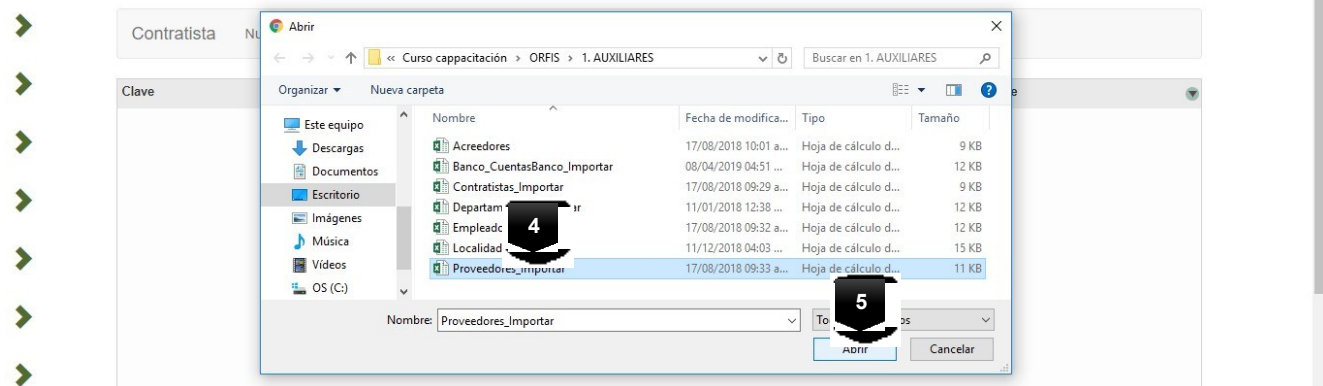 Abrir
Contratista Nu
« Curso cappacitación › ORFIS › 1. AUXILIARES
Buscar en 1. AUXILIARES
Organizar Nueva carpeta
Clave
e
Nombre Fecha de modifica... Tipo Tamaño
Este equipo
Descargas
Documentos
Escritorio
Imágenes
Música
Vídeos
OS (C:)
Acreedores 17/08/2018 10:01 a... Hoja de cálculo d... 9 KB
Banco_CuentasBanco_Importar 08/04/2019 04:51 ... Hoja de cálculo d... 12 KB
Contratistas_Importar 17/08/2018 09:29 a... Hoja de cálculo d... 9 KB
Departam ar 11/01/2018 12:38 ... Hoja de cálculo d... 12 KB
Empleado 17/08/2018 09:32 a... Hoja de cálculo d... 12 KB
Localidad 11/12/2018 04:03 ... Hoja de cálculo d... 15 KB
Proveedores_Importar 17/08/2018 09:33 a... Hoja de cálculo d... 11 KB
4
5
Nombre: Proveedores_Importar
To os
Abrir Cancelar